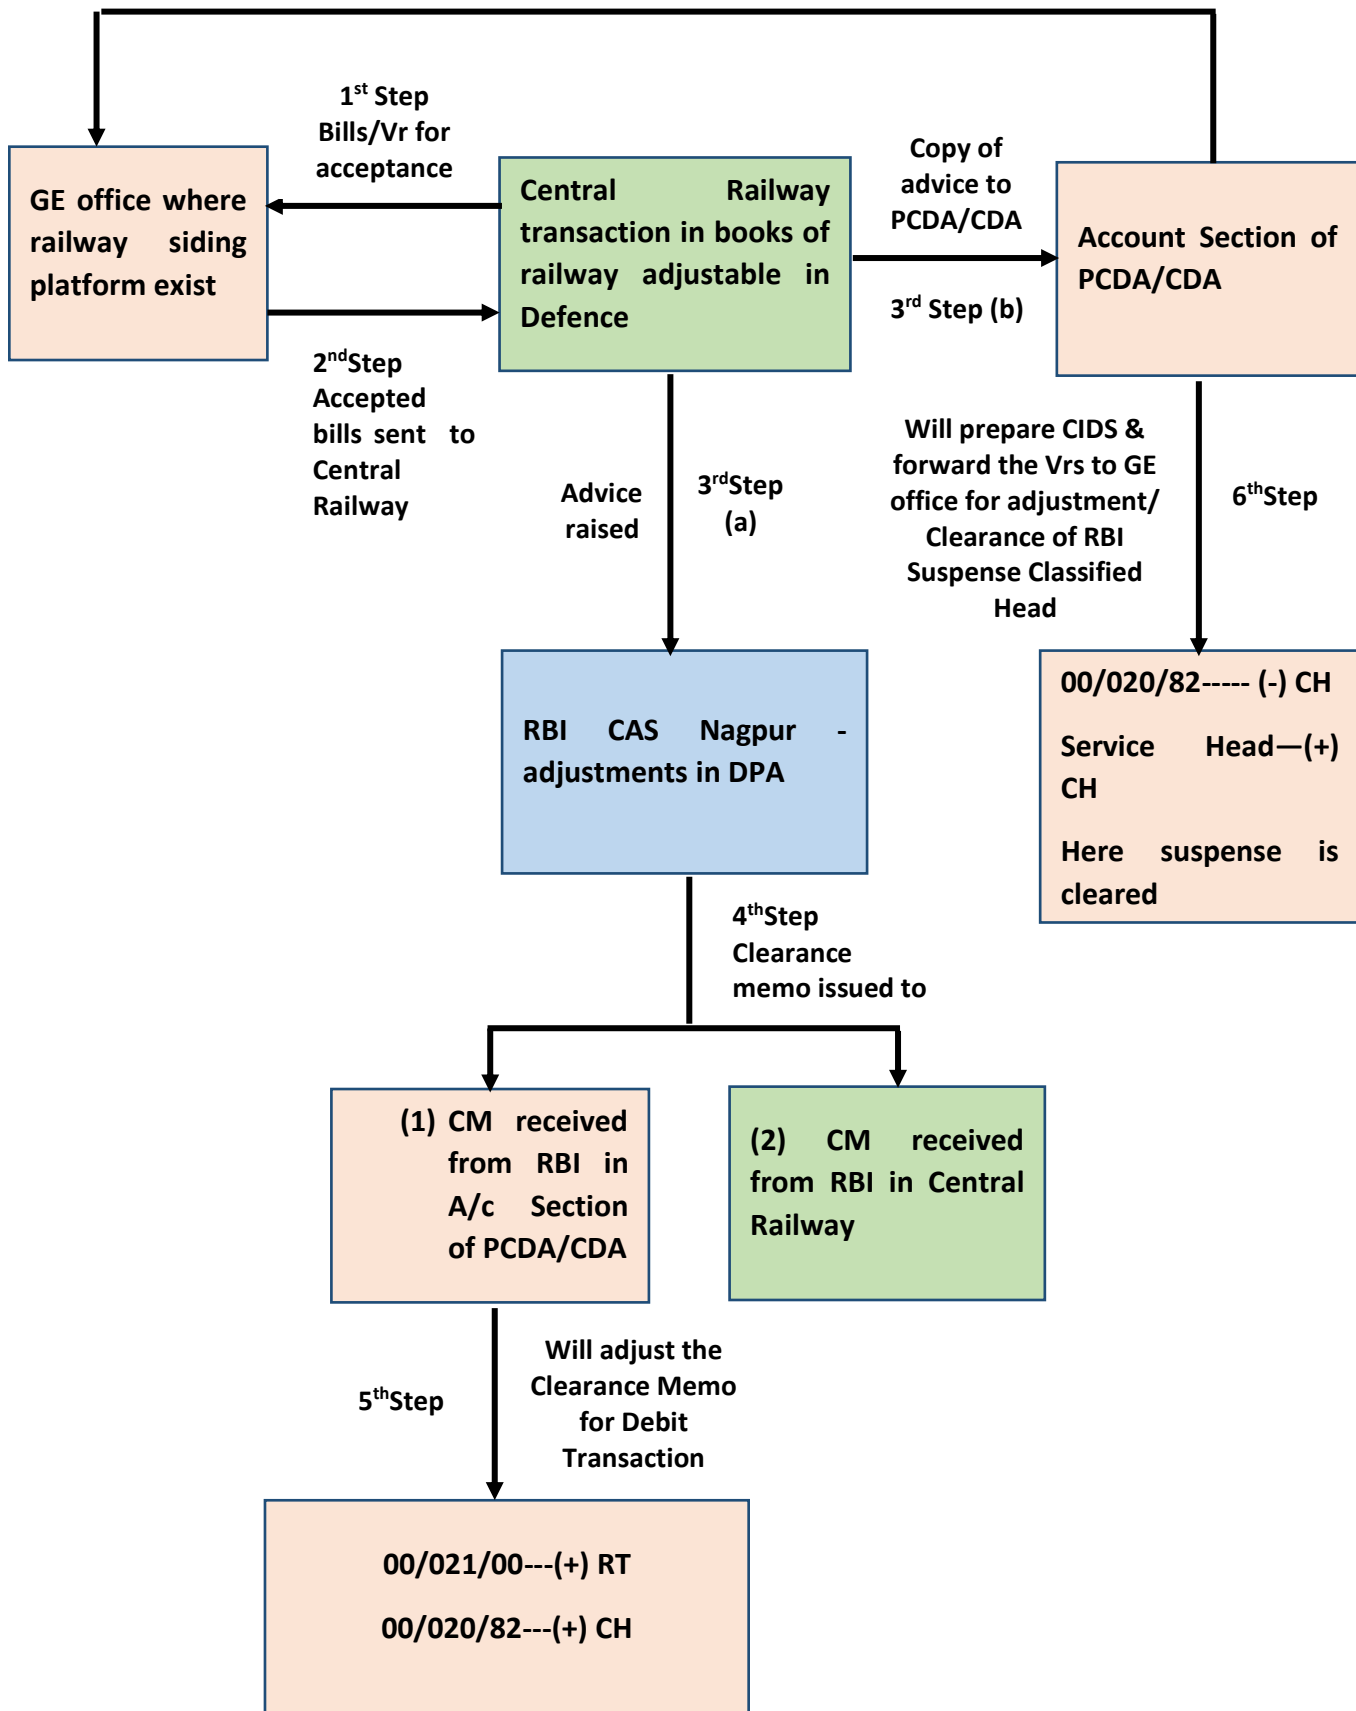 1st Step
Bills/Vr for
acceptance
GE office where
railway siding
platform exist
Central Railway
transaction in books of
railway adjustable in
Defence
Copy of
advice to
PCDA/CDA
3rd Step (b)
Account Section of
PCDA/CDA
2ndStep
Accepted
bills sent to
Central
Railway
Advice
raised
3rdStep
(a)
Will prepare CIDS &
forward the Vrs to GE
office for adjustment/
Clearance of RBI
Suspense Classified
Head
6thStep
RBI CAS Nagpur -
adjustments in DPA
00/020/82----- (-) CH
Service Head—(+)
CH
Here suspense is
cleared
4thStep
Clearance
memo issued to
(1) CM received
from RBI in
A/c Section
of PCDA/CDA
(2) CM received
from RBI in Central
Railway
5thStep
Will adjust the
Clearance Memo
for Debit
Transaction
00/021/00---(+) RT
00/020/82---(+) CH